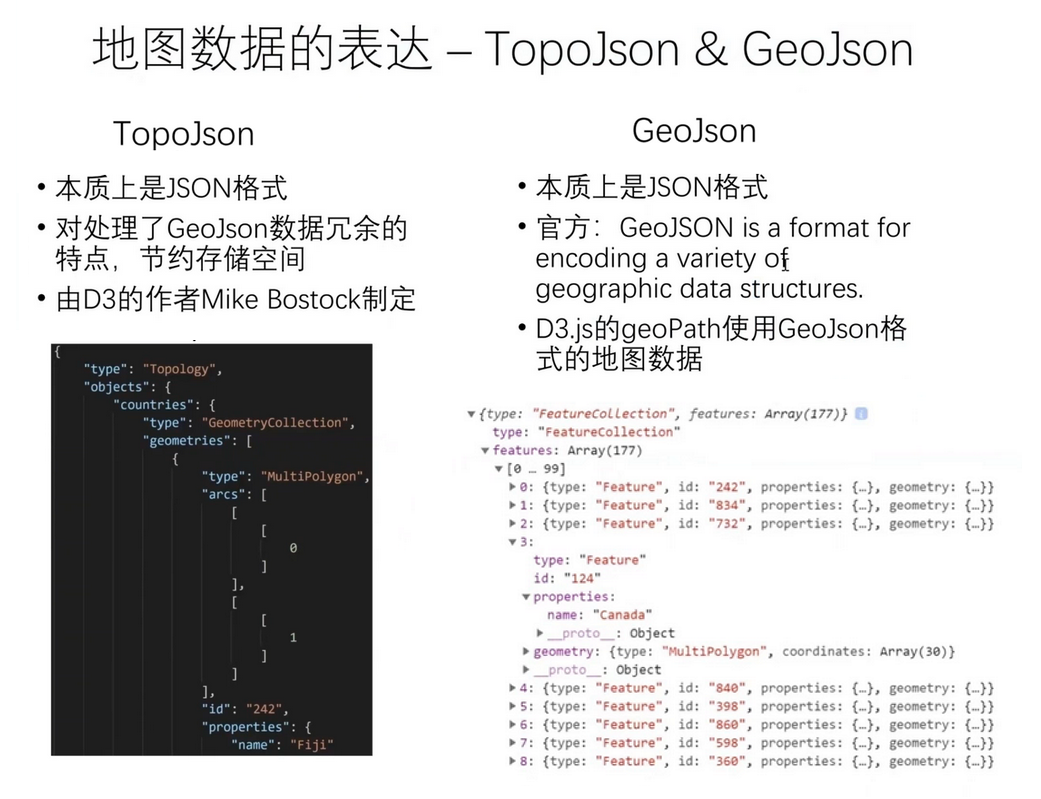 地图数据的表达 – TopoJson & GeoJson
TopoJson
• 本质上是JSON格式
• 对处理了GeoJson数据冗余的
特点，节约存储空间
• 由D3的作者Mike Bostock制定
{
"type": "Topology",
"objects": {
"countries": {
"type": "GeometryCollection",
"geometries": [
{
"type": "MultiPolygon",
"arcs": [
[
[
0
]
],
[
[
1
]
]
],
"id": "242",
"properties": {
"name": "Fiji"
GeoJson
• 本质上是JSON格式
• 官方：GeoJSON is a format for
encoding a variety of
geographic data structures.
• D3.js的geoPath使用GeoJson格
式的地图数据
▼{type: "FeatureCollection", features: Array(177)} i
type: "FeatureCollection"
▼features: Array(177)
▼[0 … 99]
▶0: {type: "Feature", id: "242", properties: {…}, geometry: {…}}
▶1: {type: "Feature", id: "834", properties: {…}, geometry: {…}}
▶2: {type: "Feature", id: "732", properties: {…}, geometry: {…}}
▼3:
type: "Feature"
id: "124"
▼properties:
name: "Canada"
▶__proto__: Object
▶geometry: {type: "MultiPolygon", coordinates: Array(30)}
▶__proto__: Object
▶4: {type: "Feature", id: "840", properties: {…}, geometry: {…}}
▶5: {type: "Feature", id: "398", properties: {…}, geometry: {…}}
▶6: {type: "Feature", id: "860", properties: {…}, geometry: {…}}
▶7: {type: "Feature", id: "598", properties: {…}, geometry: {…}}
▶8: {type: "Feature", id: "360", properties: {…}, geometry: {…}}